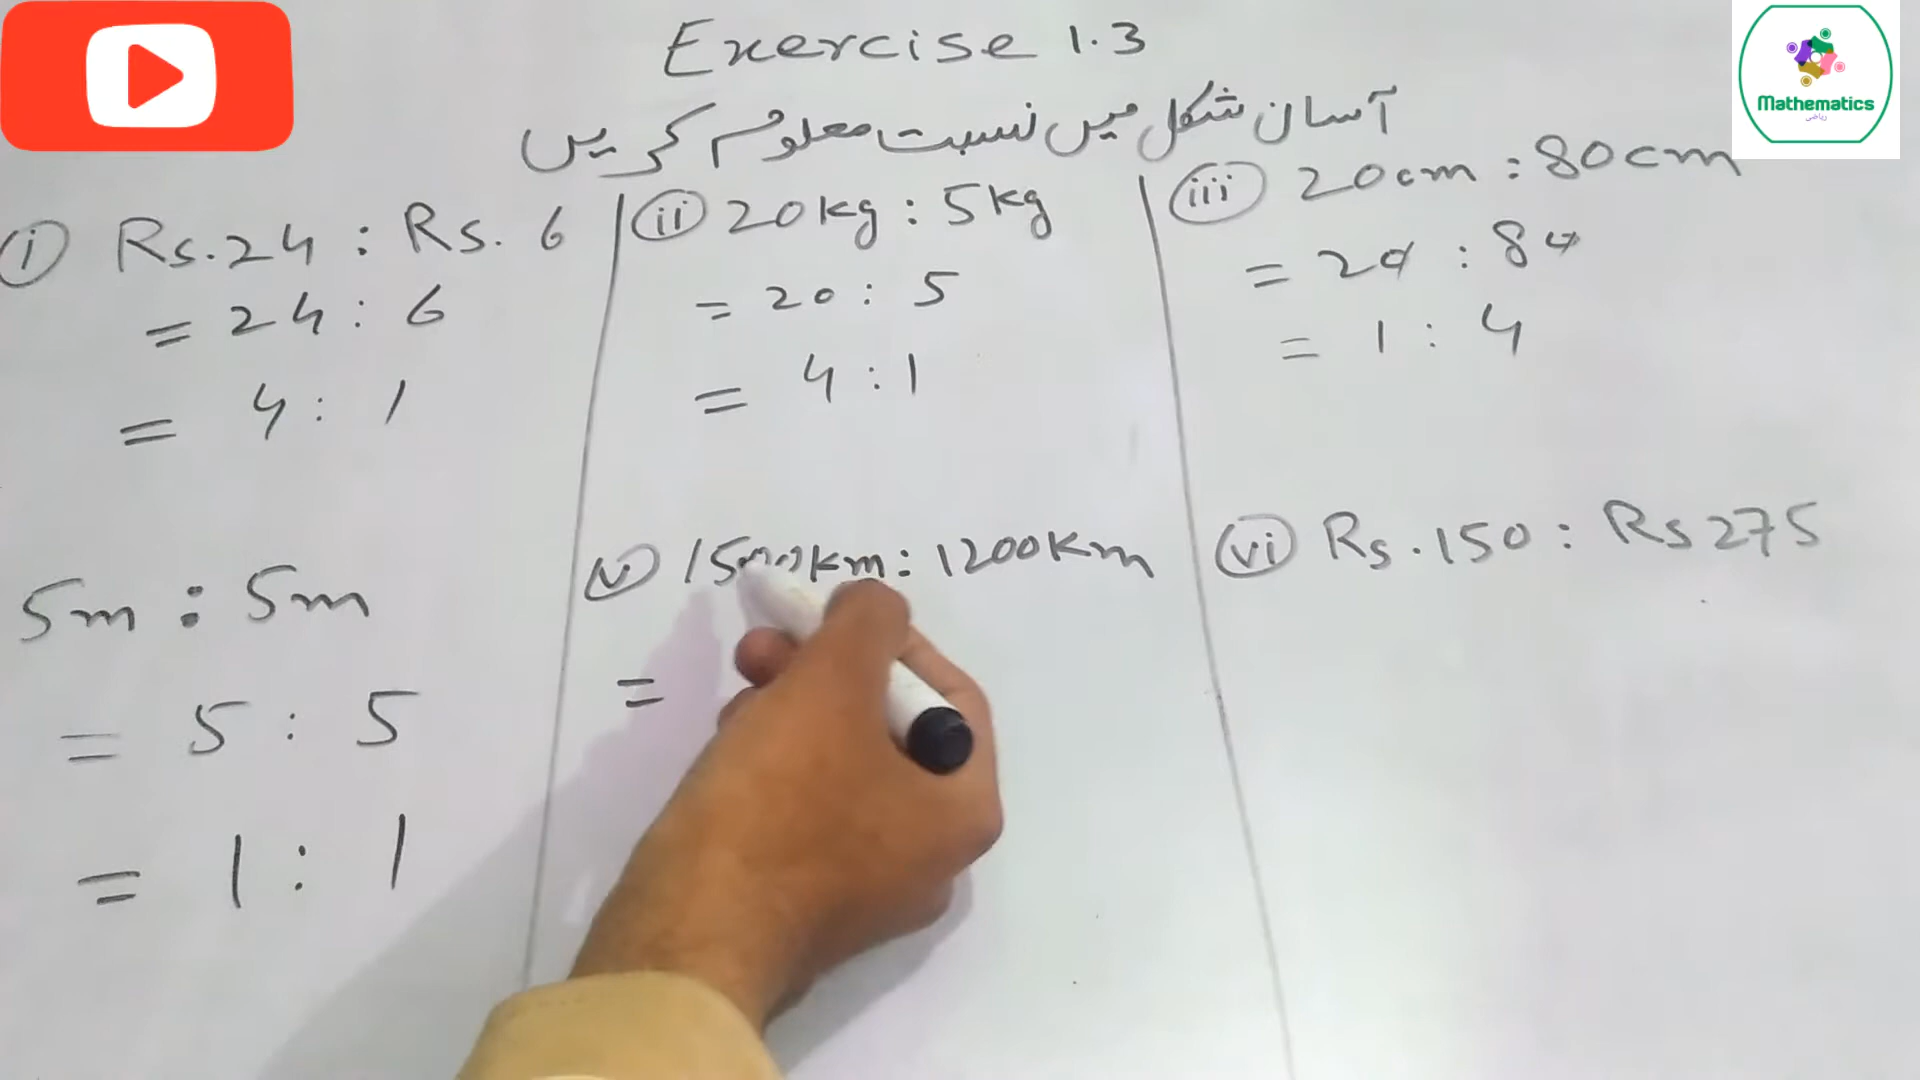 Exercise 1.3
آسان شکل میں نسبت معلوم کریں
Mathematics
ریاضی
i Rs.24 : Rs. 6
= 24 : 6
= 4 : 1
ii 20kg : 5kg
= 20 : 5
= 4 : 1
iii 20cm : 80cm
= 20 : 80
= 1 : 4
5m : 5m
= 5 : 5
= 1 : 1
v 1500km : 1200km
=
vi Rs.150 : Rs 275